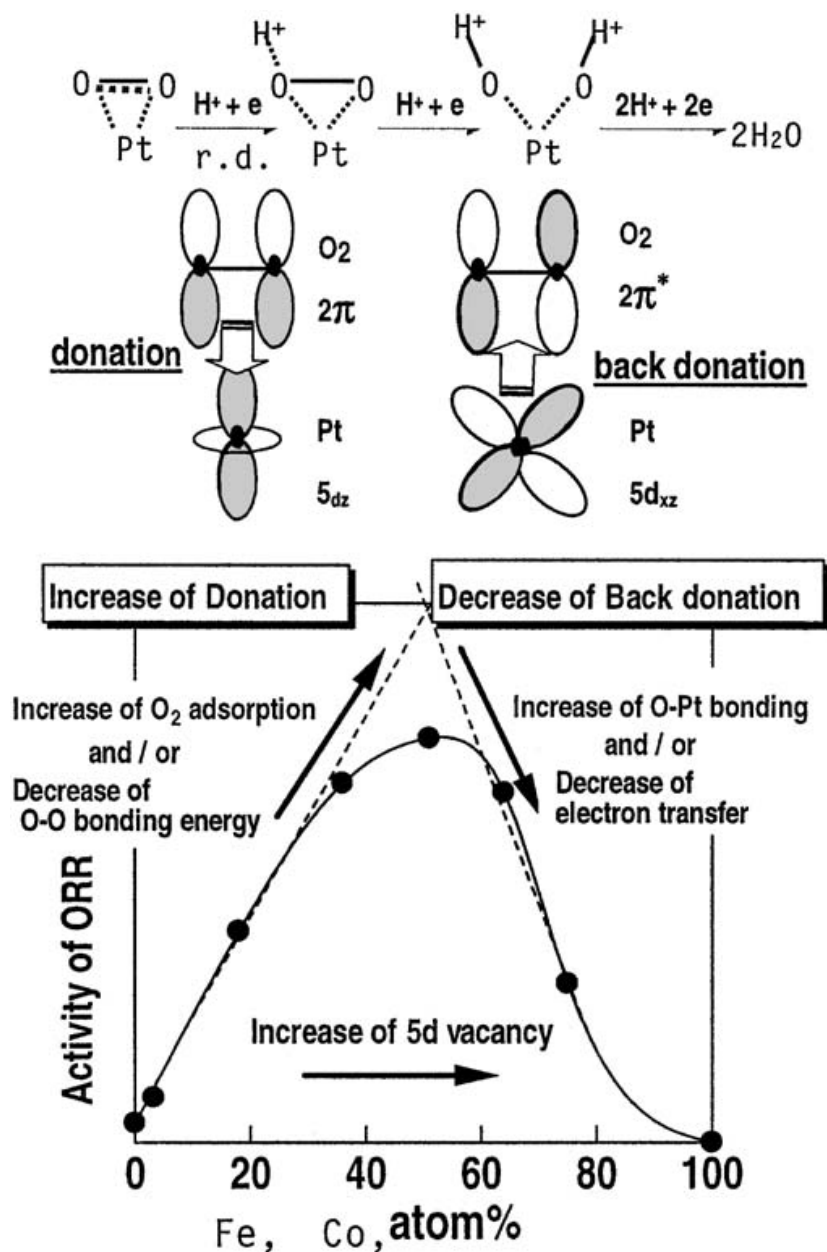 H+ H+ H+
O O O O O O
H+ + e H+ + e 2H+ + 2e
Pt r.d. Pt Pt 2H₂O
O₂ O₂
2π 2π*
donation back donation
Pt Pt
5dz 5dxz
Increase of Donation Decrease of Back donation
Increase of O₂ adsorption
and / or
Decrease of
O-O bonding energy
Increase of O-Pt bonding
and / or
Decrease of
electron transfer
Activity of ORR
Increase of 5d vacancy
0 20 40 60 80 100
Fe, Co, atom%